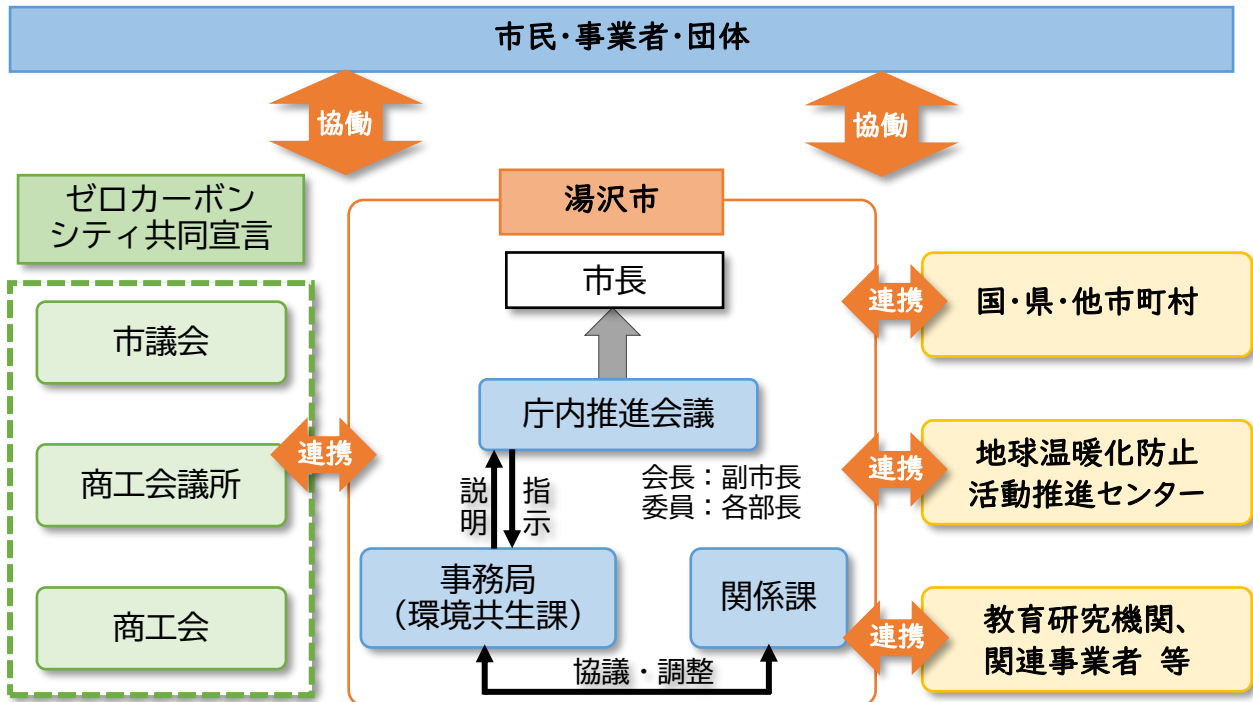 市民・事業者・団体
協働
協働
ゼロカーボン
シティ共同宣言
湯沢市
市長
市議会
商工会議所
商工会
連携
庁内推進会議
会長：副市長
委員：各部長
説明
指示
事務局
（環境共生課）
関係課
協議・調整
連携
国・県・他市町村
連携
地球温暖化防止
活動推進センター
連携
教育研究機関、
関連事業者 等